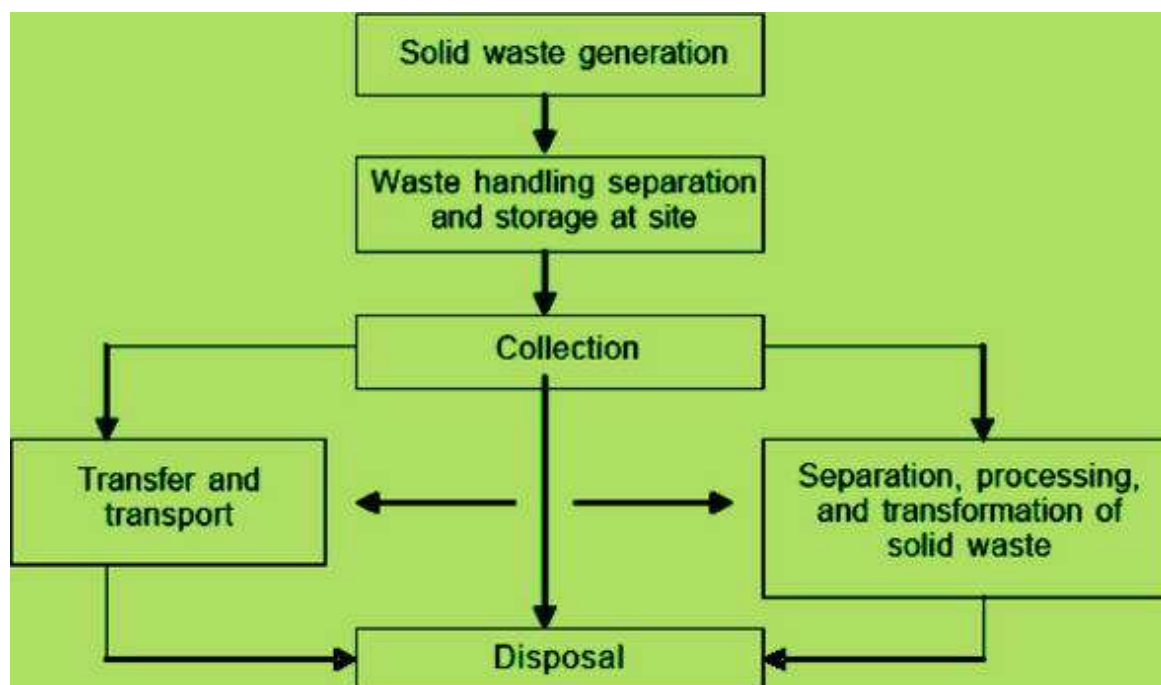 Solid waste generation
Waste handling separation
and storage at site
Collection
Transfer and
transport
Separation, processing,
and transformation of
solid waste
Disposal